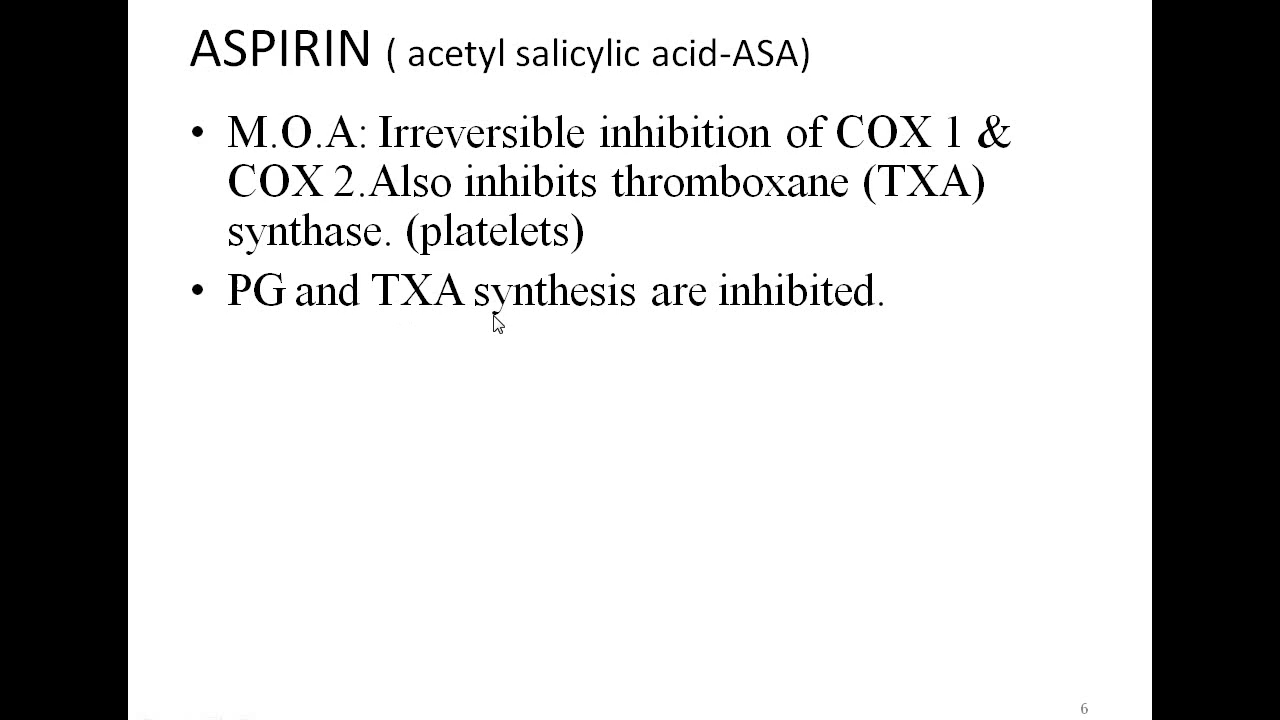 ASPIRIN ( acetyl salicylic acid-ASA)
• M.O.A: Irreversible inhibition of COX 1 &
COX 2.Also inhibits thromboxane (TXA)
synthase. (platelets)
• PG and TXA synthesis are inhibited.
6